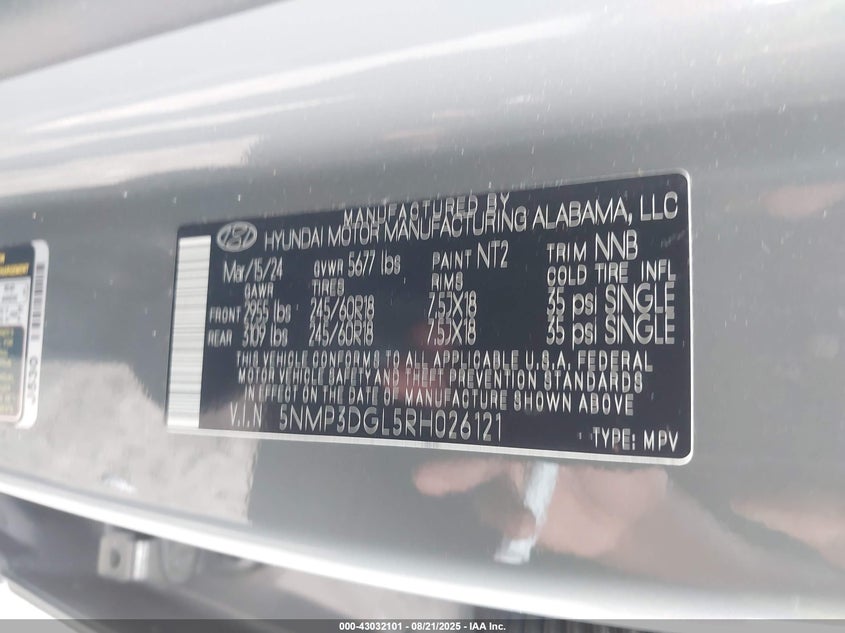 MANUFACTURED BY
HYUNDAI MOTOR MANUFACTURING ALABAMA, LLC
Mar/15/24 GVWR 5677 lbs PAINT NT2 TRIM NNB
GAWR TIRES RIMS COLD TIRE INFL
FRONT 2955 lbs 245/60R18 7.5JX18 35 psi SINGLE
REAR 3109 lbs 245/60R18 7.5JX18 35 psi SINGLE
THIS VEHICLE CONFORMS TO ALL APPLICABLE U.S.A. FEDERAL
MOTOR VEHICLE SAFETY AND THEFT PREVENTION STANDARDS
IN EFFECT ON THE DATE OF MANUFACTURE SHOWN ABOVE
V.I.N 5NMP3DGL5RH026121
TYPE: MPV
J530
000-43032101 - 08/21/2025 - IAA Inc.